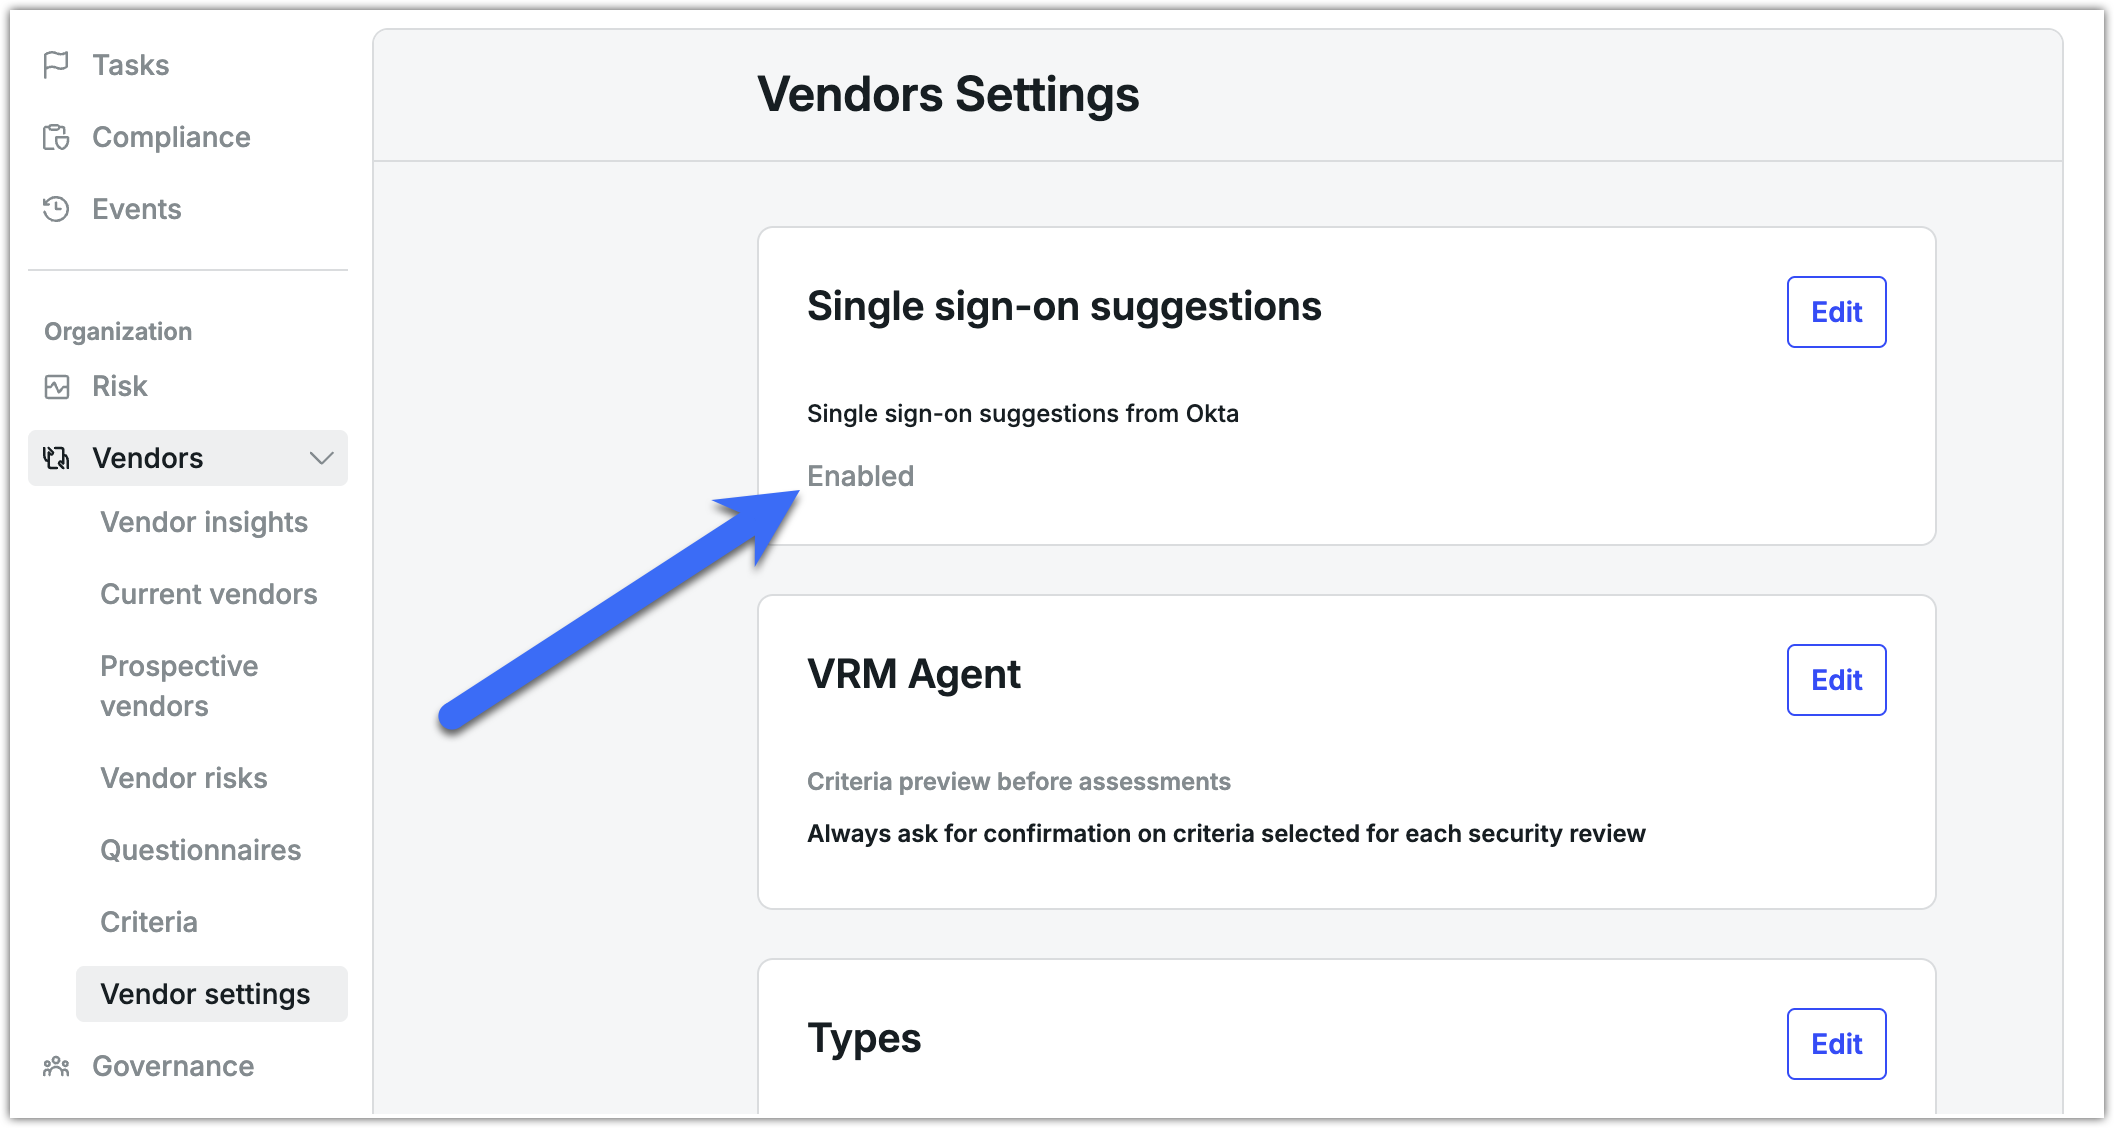 Tasks
Compliance
Events
Organization
Risk
Vendors
Vendor insights
Current vendors
Prospective
vendors
Vendor risks
Questionnaires
Criteria
Vendor settings
Governance
Vendors Settings
Single sign-on suggestions
Edit
Single sign-on suggestions from Okta
Enabled
VRM Agent
Edit
Criteria preview before assessments
Always ask for confirmation on criteria selected for each security review
Types
Edit